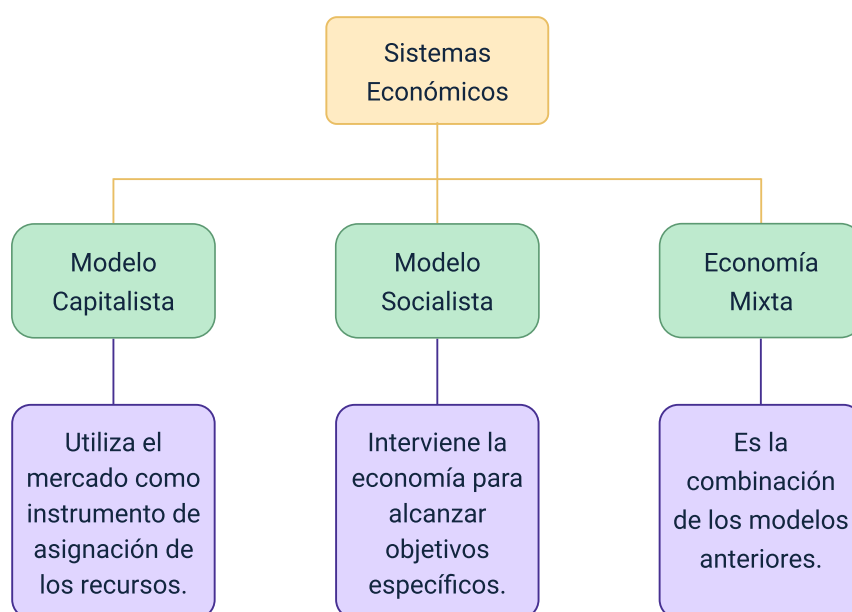 Sistemas
Económicos
Modelo
Capitalista
Modelo
Socialista
Economía
Mixta
Utiliza el
mercado como
instrumento de
asignación de
los recursos.
Interviene la
economía para
alcanzar
objetivos
específicos.
Es la
combinación
de los modelos
anteriores.